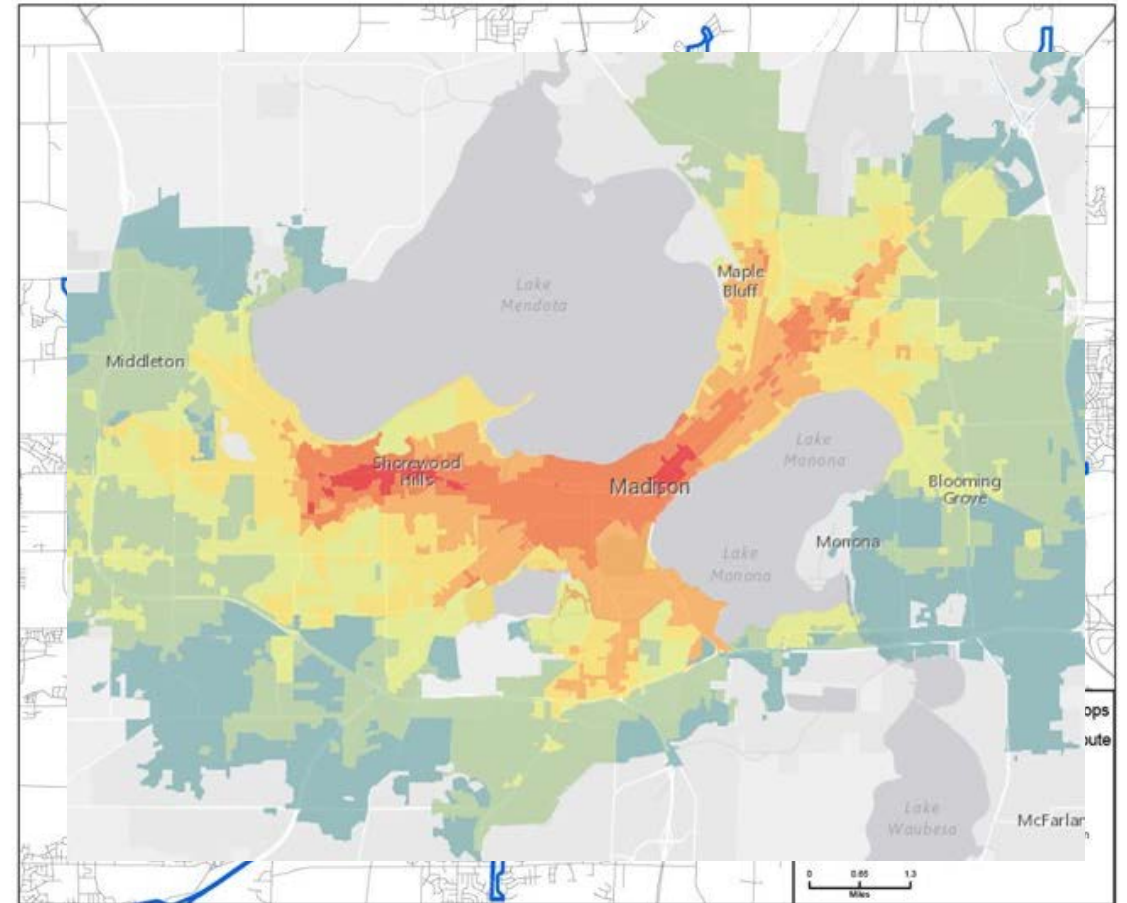 Lake
Mendota
Maple
Bluff
Middleton
Shorewood
Hills
Madison
Lake
Monona
Blooming
Grove
Monona
Lake
Monona
ops
oute
Lake
Waubesa
McFarlan
0 0.65 1.3
Miles